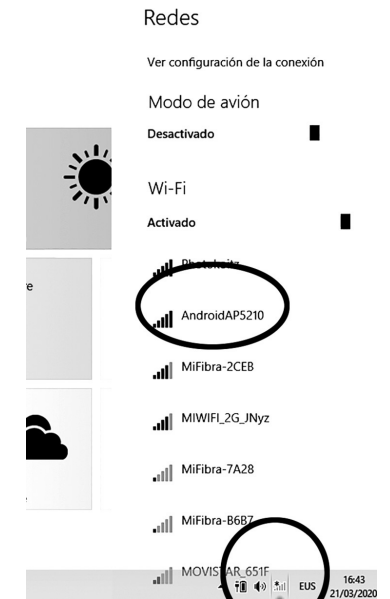 Redes
Ver configuración de la conexión
Modo de avión
Desactivado
Wi-Fi
Activado
AndroidAP5210
MiFibra-2CEB
MIWIFI_2G_JNyz
MiFibra-7A28
MiFibra-B6B7
MOVISTAR_651F
EUS
16:43
21/03/2020